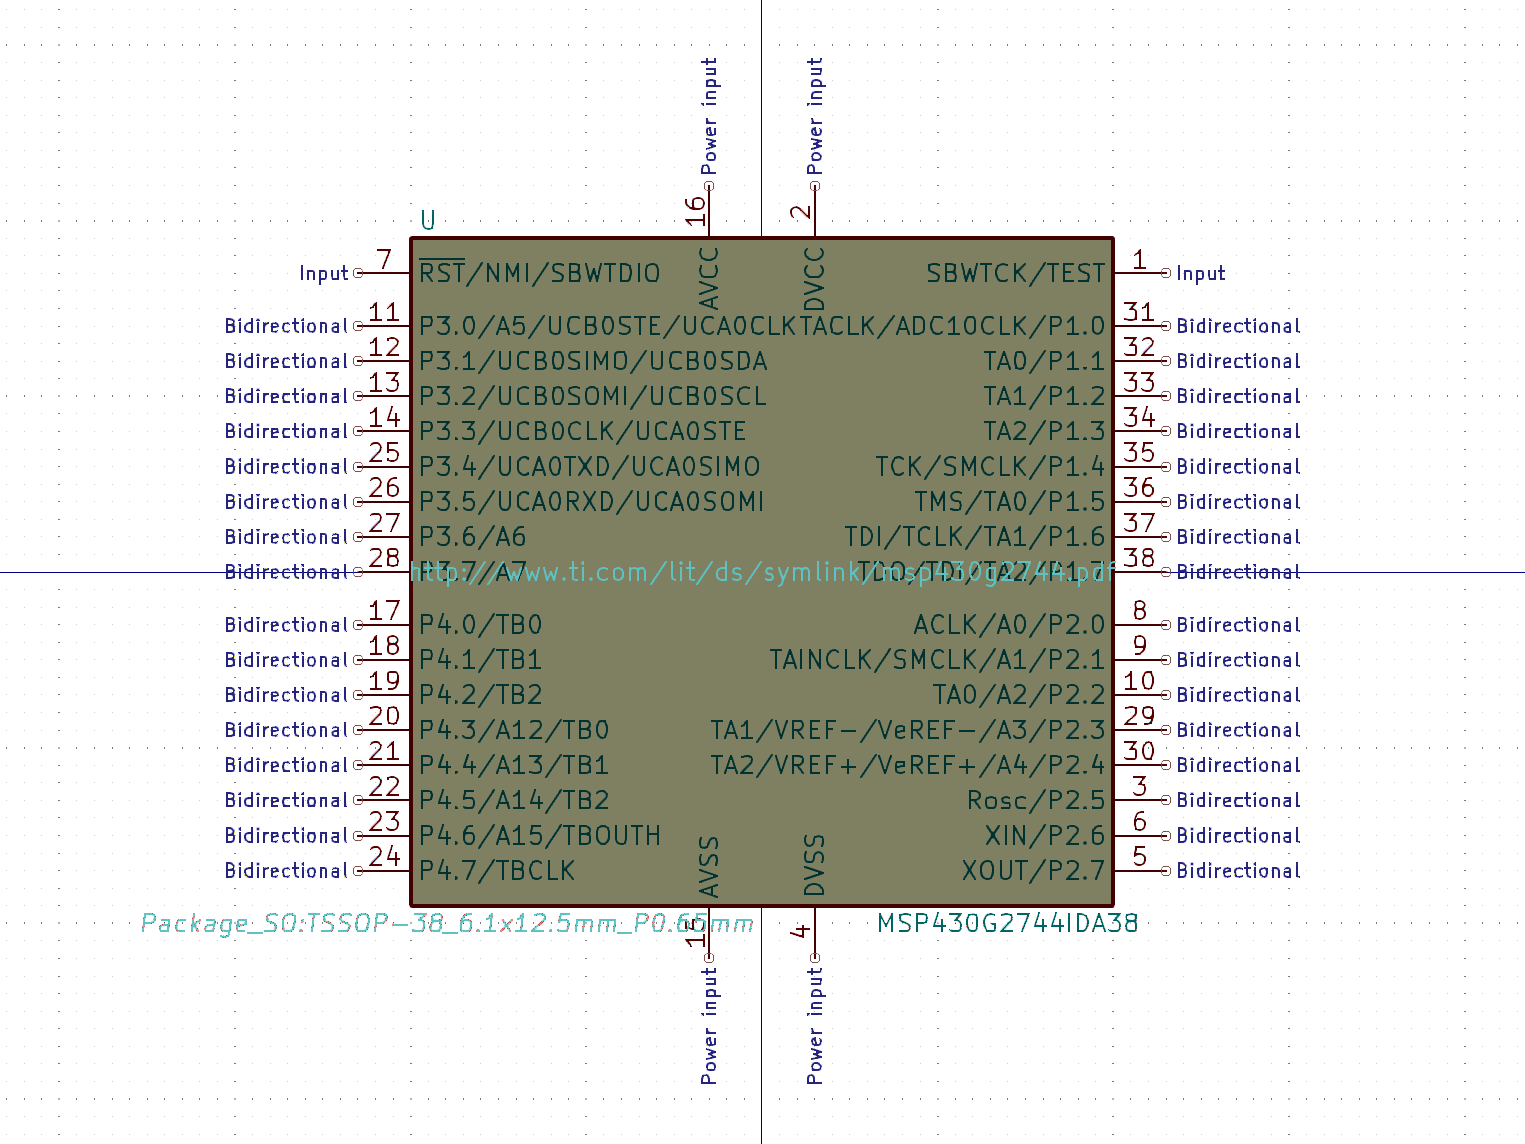 Power input Power input
16 2
U
AVCC DVCC
Input 7 RST/NMI/SBWTDIO SBWTCK/TEST 1 Input
Bidirectional 11 P3.0/A5/UCB0STE/UCA0CLK TACLK/ADC10CLK/P1.0 31 Bidirectional
Bidirectional 12 P3.1/UCB0SIMO/UCB0SDA TA0/P1.1 32 Bidirectional
Bidirectional 13 P3.2/UCB0SOMI/UCB0SCL TA1/P1.2 33 Bidirectional
Bidirectional 14 P3.3/UCB0CLK/UCA0STE TA2/P1.3 34 Bidirectional
Bidirectional 25 P3.4/UCA0TXD/UCA0SIMO TCK/SMCLK/P1.4 35 Bidirectional
Bidirectional 26 P3.5/UCA0RXD/UCA0SOMI TMS/TA0/P1.5 36 Bidirectional
Bidirectional 27 P3.6/A6 TDI/TCLK/TA1/P1.6 37 Bidirectional
Bidirectional 28 P3.7/A7 TDO/TDI/TA2/P1.7 38 Bidirectional
http://www.ti.com/lit/ds/symlink/msp430g2744.pdf
Bidirectional 17 P4.0/TB0 ACLK/A0/P2.0 8 Bidirectional
Bidirectional 18 P4.1/TB1 TAINCLK/SMCLK/A1/P2.1 9 Bidirectional
Bidirectional 19 P4.2/TB2 TA0/A2/P2.2 10 Bidirectional
Bidirectional 20 P4.3/A12/TB0 TA1/VREF-/VeREF-/A3/P2.3 29 Bidirectional
Bidirectional 21 P4.4/A13/TB1 TA2/VREF+/VeREF+/A4/P2.4 30 Bidirectional
Bidirectional 22 P4.5/A14/TB2 Rosc/P2.5 3 Bidirectional
Bidirectional 23 P4.6/A15/TBOUTH XIN/P2.6 6 Bidirectional
Bidirectional 24 P4.7/TBCLK XOUT/P2.7 5 Bidirectional
AVSS DVSS
Package_SO:TSSOP-38_6.1x12.5mm_P0.65mm MSP430G2744IDA38
15 4
Power input Power input